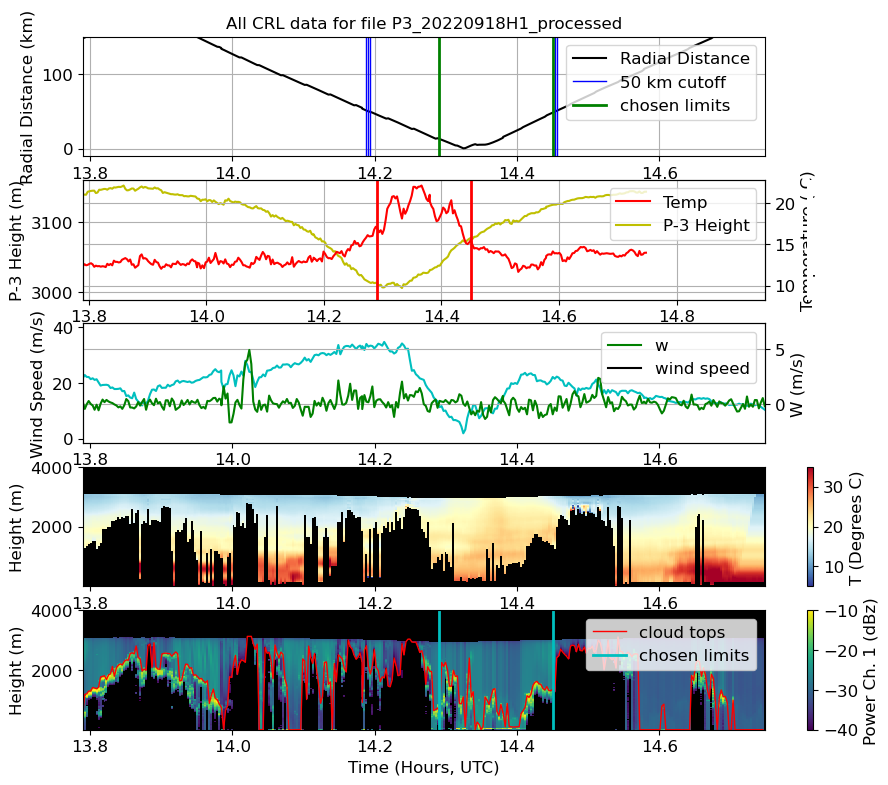 All CRL data for file P3_20220918H1_processed
Radial Distance (km)
100
0
Radial Distance
50 km cutoff
chosen limits
13.8 14.0 14.2 14.4 14.6
P-3 Height (m)
3100
3000
Temp
P-3 Height
20
15
10
Temperature ( C)
13.8 14.0 14.2 14.4 14.6 14.8
Wind Speed (m/s)
40
20
0
w
wind speed
5
0
W (m/s)
13.8 14.0 14.2 14.4 14.6
Height (m)
4000
2000
30
20
10
T (Degrees C)
13.8 14.0 14.2 14.4 14.6
Height (m)
4000
2000
cloud tops
chosen limits
−10
−20
−30
−40
Power Ch. 1 (dBz)
13.8 14.0 14.2 14.4 14.6
Time (Hours, UTC)